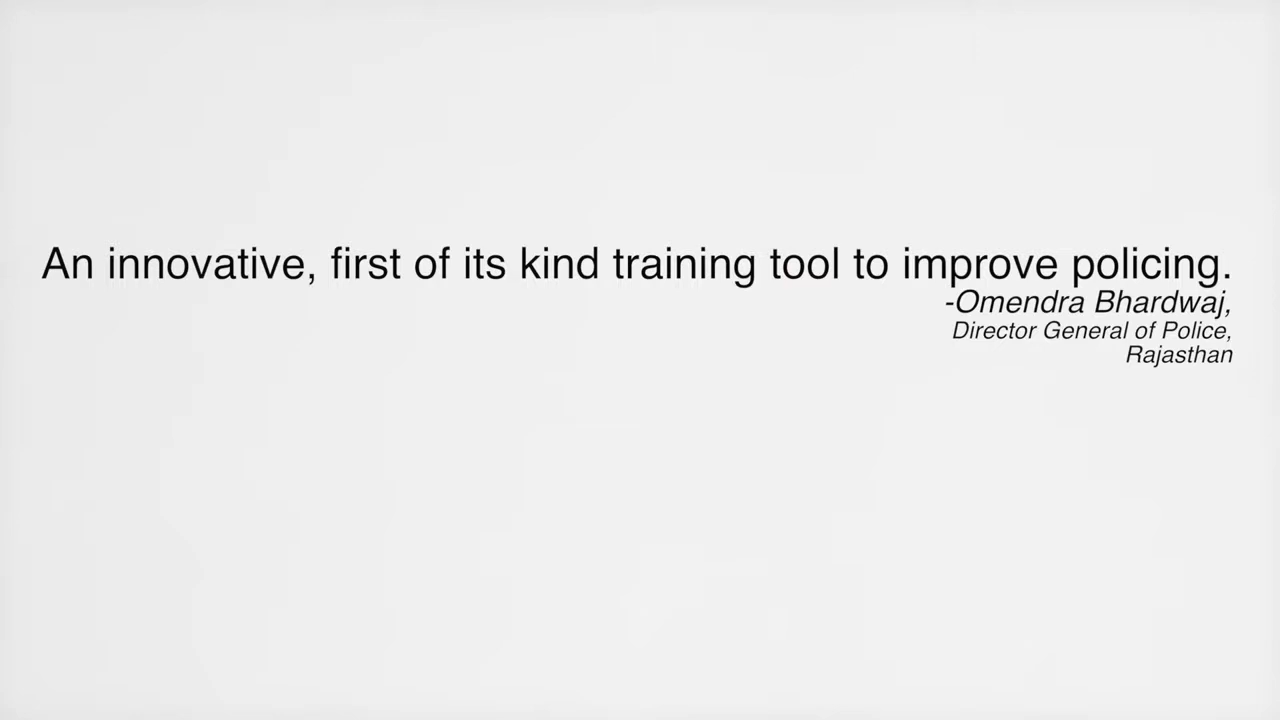 An innovative, first of its kind training tool to improve policing.
-Omendra Bhardwaj,
Director General of Police,
Rajasthan